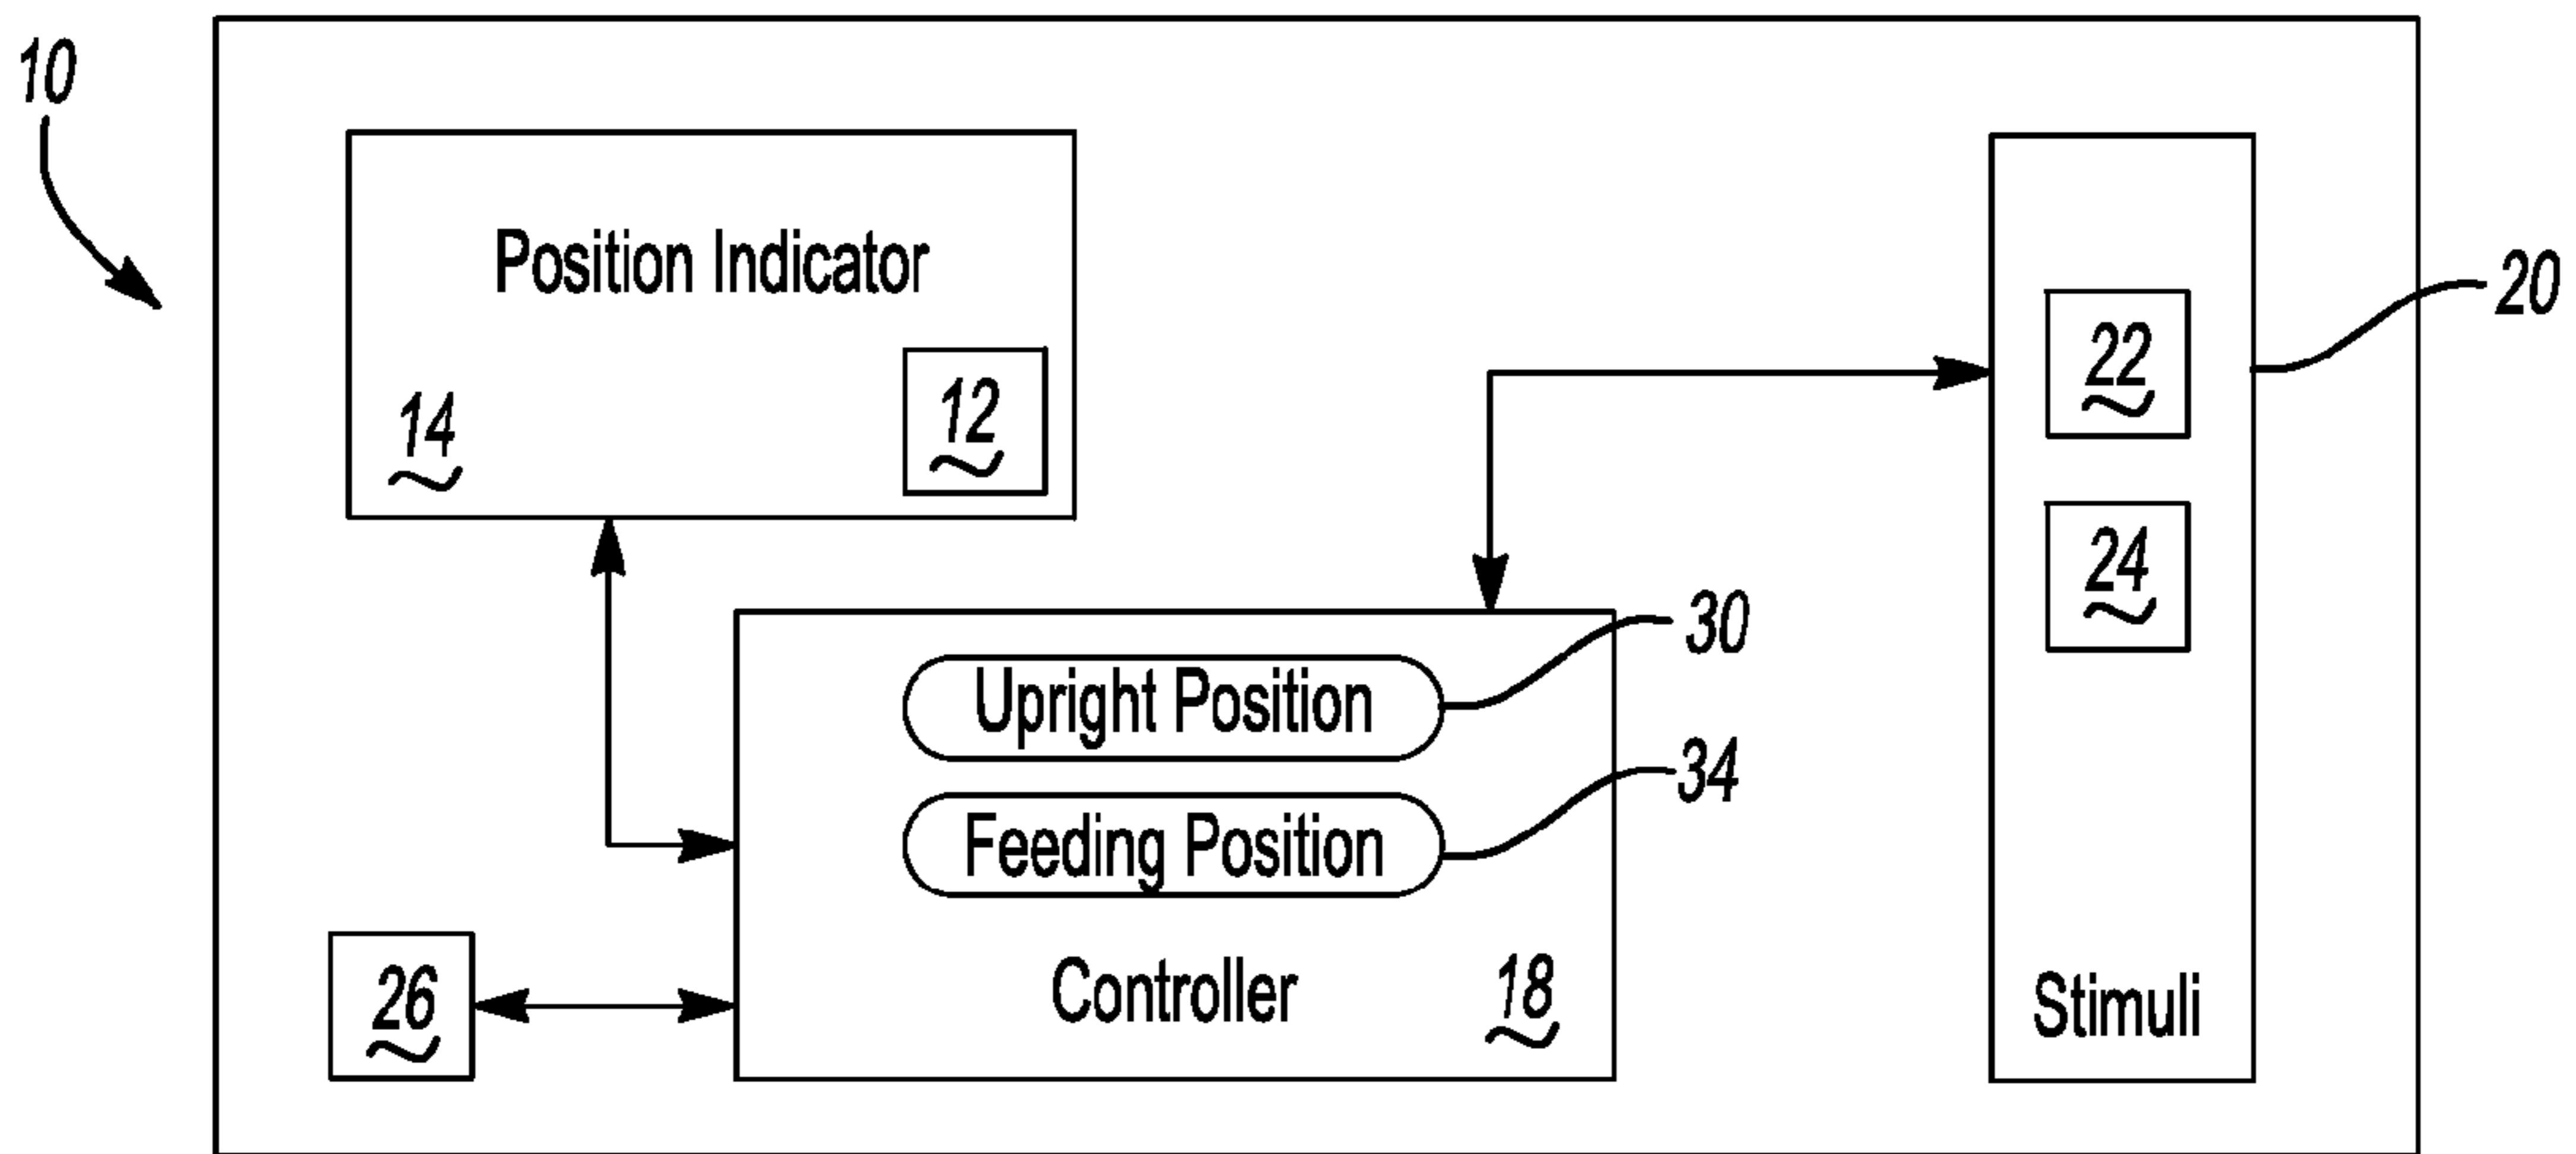 10
Position Indicator
14
12
20
22
24
Upright Position
30
Feeding Position
34
Controller
18
26
Stimuli